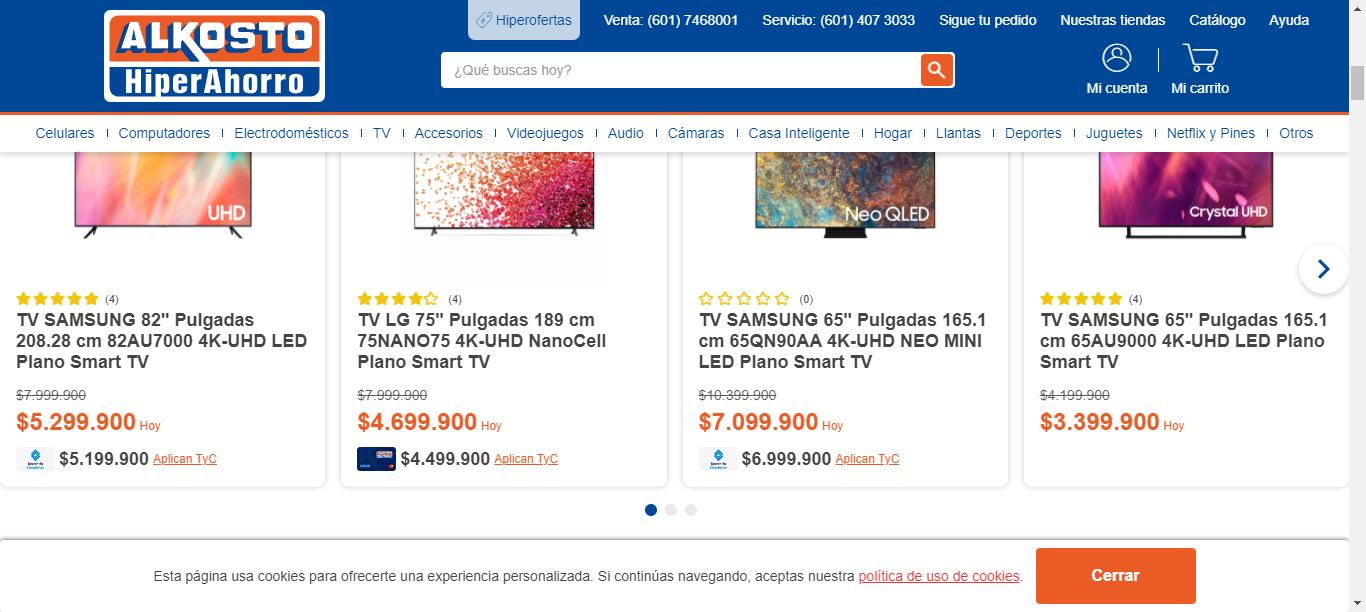 ALKOSTO
HiperAhorro
Hiperofertas
Venta: (601) 7468001
Servicio: (601) 407 3033
Sigue tu pedido
Nuestras tiendas
Catálogo
Ayuda
¿Qué buscas hoy?
Mi cuenta
Mi carrito
Celulares
Computadores
Electrodomésticos
TV
Accesorios
Videojuegos
Audio
Cámaras
Casa Inteligente
Hogar
Llantas
Deportes
Juguetes
Netflix y Pines
Otros
UHD
(4)
TV SAMSUNG 82" Pulgadas
208.28 cm 82AU7000 4K-UHD LED
Plano Smart TV
$7.999.900
$5.299.900 Hoy
$5.199.900 Aplican TyC
(4)
TV LG 75" Pulgadas 189 cm
75NANO75 4K-UHD NanoCell
Plano Smart TV
$7.999.900
$4.699.900 Hoy
$4.499.900 Aplican TyC
Neo QLED
(0)
TV SAMSUNG 65" Pulgadas 165.1
cm 65QN90AA 4K-UHD NEO MINI
LED Plano Smart TV
$10.399.900
$7.099.900 Hoy
$6.999.900 Aplican TyC
Crystal UHD
(4)
TV SAMSUNG 65" Pulgadas 165.1
cm 65AU9000 4K-UHD LED Plano
Smart TV
$4.199.900
$3.399.900 Hoy
Esta página usa cookies para ofrecerte una experiencia personalizada. Si continúas navegando, aceptas nuestra política de uso de cookies.
Cerrar